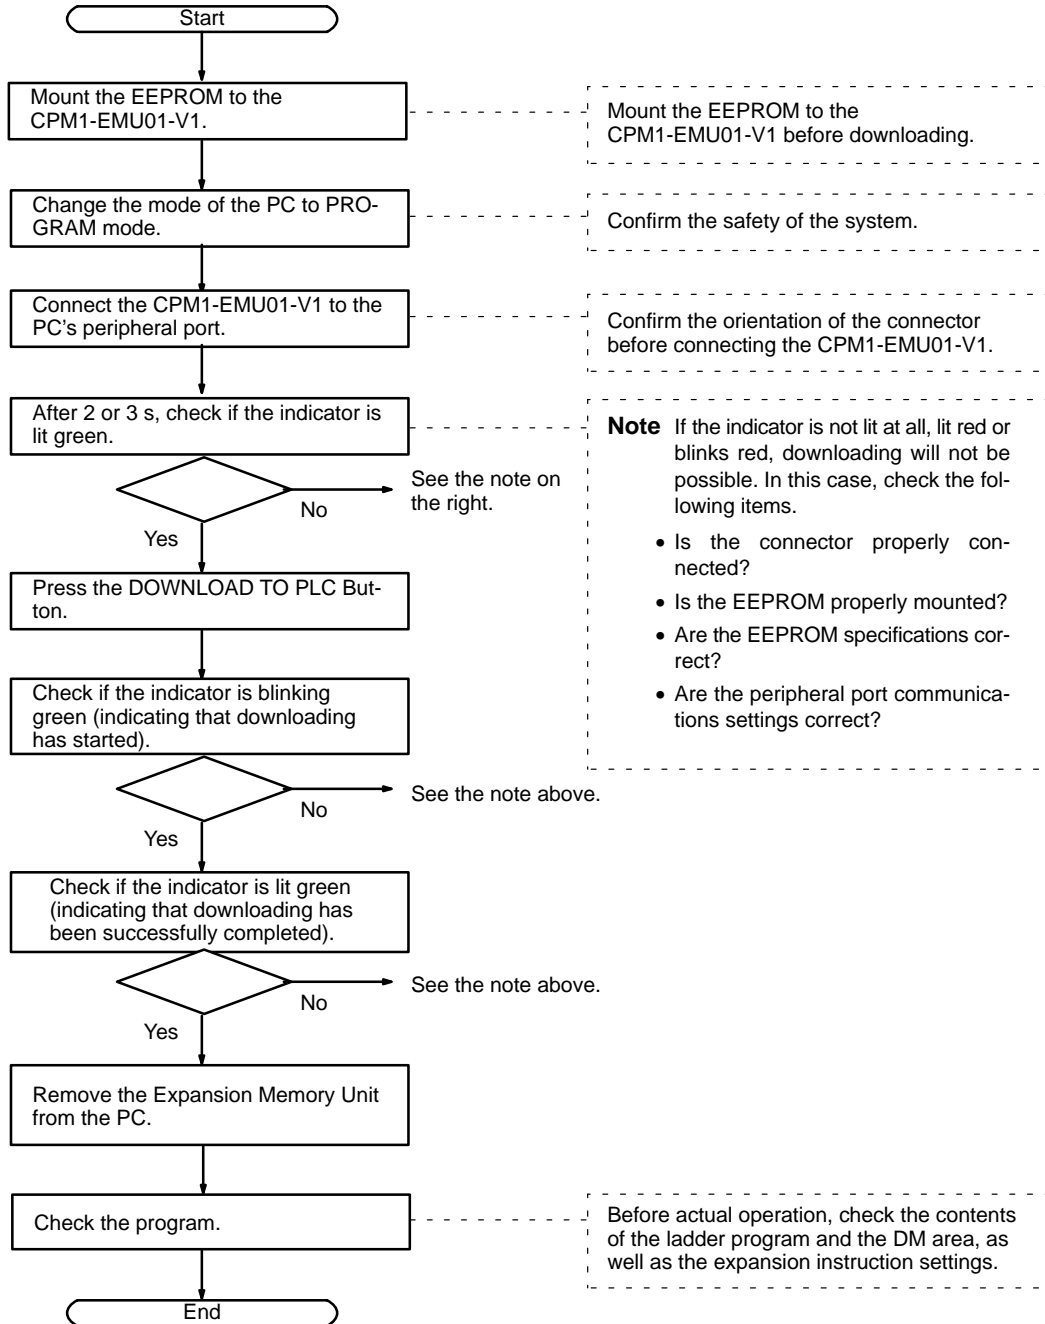 Start
Mount the EEPROM to the
CPM1-EMU01-V1.
Mount the EEPROM to the
CPM1-EMU01-V1 before downloading.
Change the mode of the PC to PRO-
GRAM mode.
Confirm the safety of the system.
Connect the CPM1-EMU01-V1 to the
PC's peripheral port.
Confirm the orientation of the connector
before connecting the CPM1-EMU01-V1.
After 2 or 3 s, check if the indicator is
lit green.
Note If the indicator is not lit at all, lit red or
blinks red, downloading will not be
possible. In this case, check the fol-
lowing items.
• Is the connector properly con-
nected?
• Is the EEPROM properly mounted?
• Are the EEPROM specifications cor-
rect?
• Are the peripheral port communica-
tions settings correct?
No
See the note on
the right.
Yes
Press the DOWNLOAD TO PLC But-
ton.
Check if the indicator is blinking
green (indicating that downloading
has started).
No
See the note above.
Yes
Check if the indicator is lit green
(indicating that downloading has
been successfully completed).
No
See the note above.
Yes
Remove the Expansion Memory Unit
from the PC.
Check the program.
Before actual operation, check the contents
of the ladder program and the DM area, as
well as the expansion instruction settings.
End